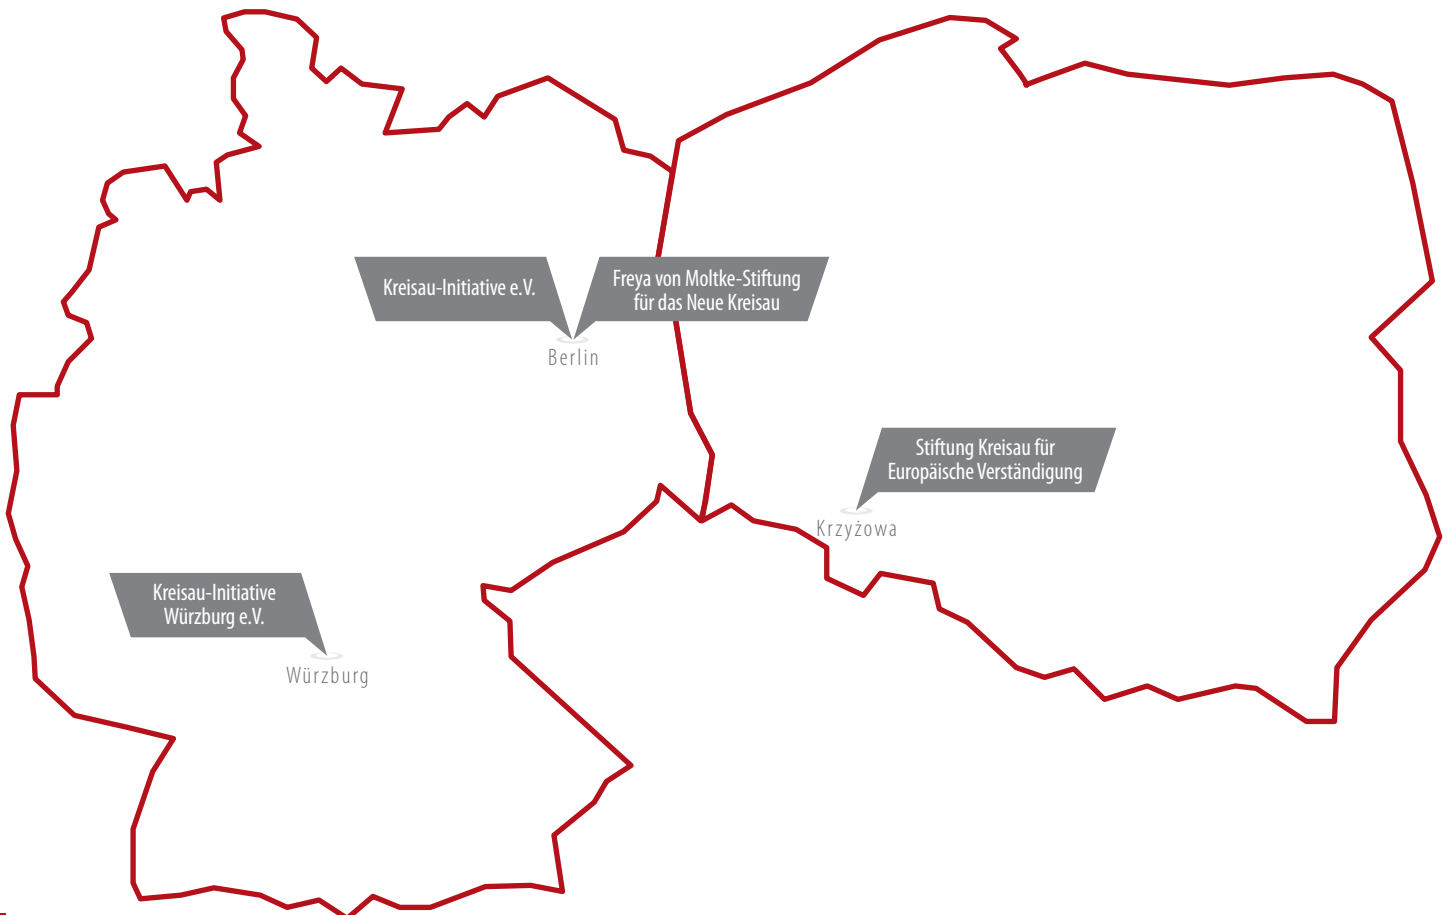 Kreisau-Initiative e.V.
Freya von Moltke-Stiftung
für das Neue Kreisau
Berlin
Stiftung Kreisau für
Europäische Verständigung
Krzyżowa
Kreisau-Initiative
Würzburg e.V.
Würzburg